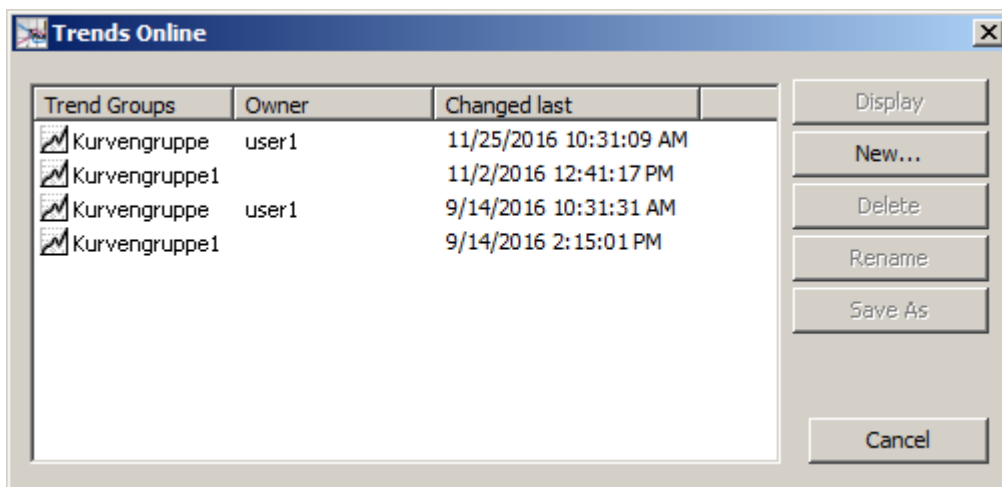 Trends Online
Trend Groups Owner Changed last
Kurvengruppe user1 11/25/2016 10:31:09 AM
Kurvengruppe1 11/2/2016 12:41:17 PM
Kurvengruppe user1 9/14/2016 10:31:31 AM
Kurvengruppe1 9/14/2016 2:15:01 PM
Display
New...
Delete
Rename
Save As
Cancel